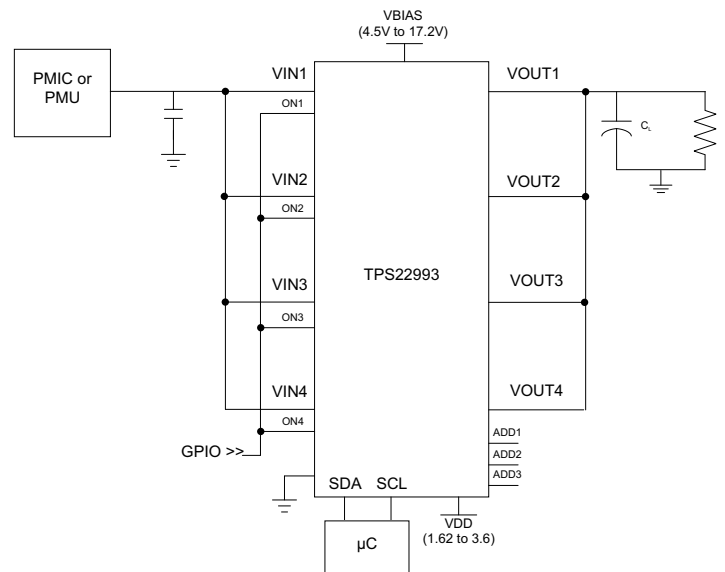 VBIAS
(4.5V to 17.2V)
PMIC or
PMU
VIN1
VOUT1
ON1
C
L
VIN2
VOUT2
ON2
TPS22993
VIN3
VOUT3
ON3
VIN4
VOUT4
ON4
ADD1
GPIO >>
ADD2
ADD3
SDA SCL
VDD
(1.62 to 3.6)
µC